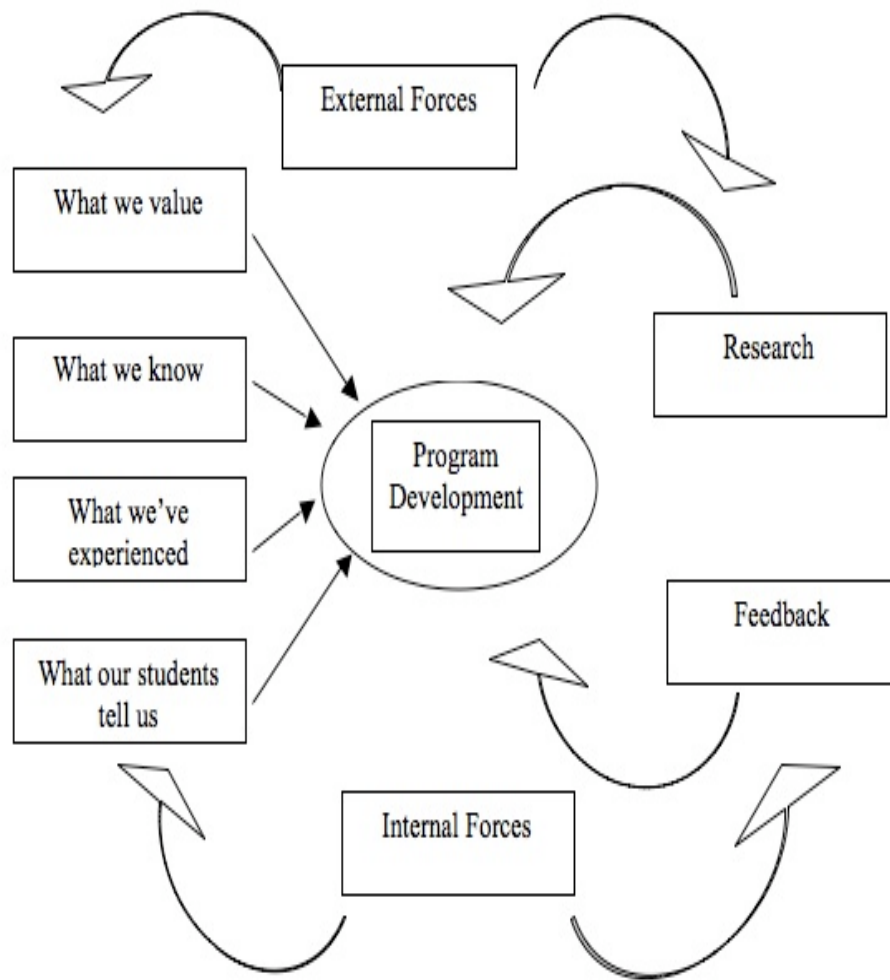 External Forces
What we value
What we know
What we've
experienced
What our students
tell us
Program
Development
Research
Feedback
Internal Forces